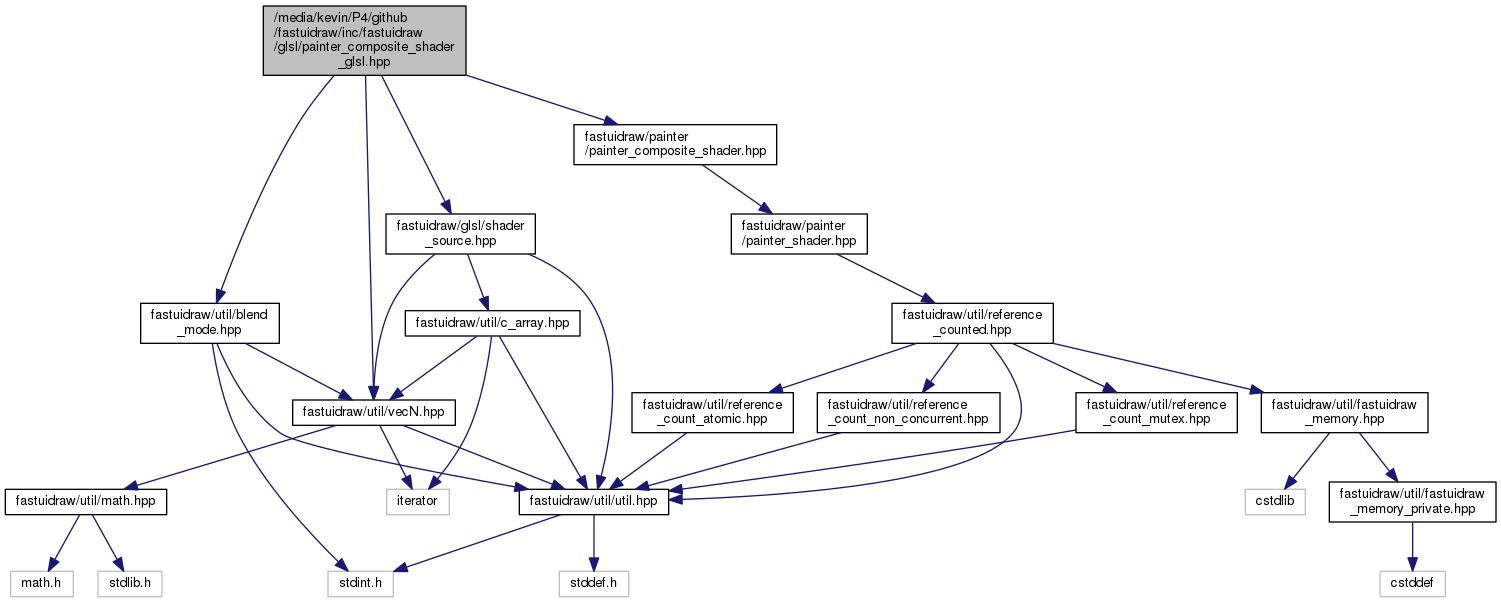 /media/kevin/P4/github
/fastuidraw/inc/fastuidraw
/glsl/painter_composite_shader
_glsl.hpp
fastuidraw/painter
/painter_composite_shader.hpp
fastuidraw/glsl/shader
_source.hpp
fastuidraw/painter
/painter_shader.hpp
fastuidraw/util/blend
_mode.hpp
fastuidraw/util/c_array.hpp
fastuidraw/util/reference
_counted.hpp
fastuidraw/util/vecN.hpp
fastuidraw/util/reference
_count_atomic.hpp
fastuidraw/util/reference
_count_non_concurrent.hpp
fastuidraw/util/reference
_count_mutex.hpp
fastuidraw/util/fastuidraw
_memory.hpp
fastuidraw/util/math.hpp
iterator
fastuidraw/util/util.hpp
cstdlib
fastuidraw/util/fastuidraw
_memory_private.hpp
math.h
stdlib.h
stdint.h
stddef.h
cstddef